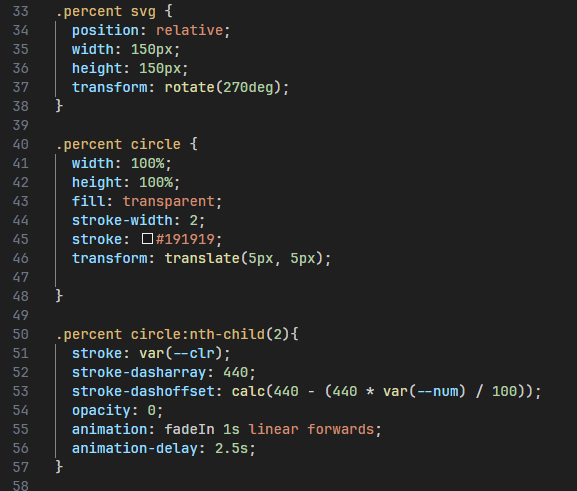 33 .percent svg {
34 position: relative;
35 width: 150px;
36 height: 150px;
37 transform: rotate(270deg);
38 }
39
40 .percent circle {
41 width: 100%;
42 height: 100%;
43 fill: transparent;
44 stroke-width: 2;
45 stroke: #191919;
46 transform: translate(5px, 5px);
47
48 }
49
50 .percent circle:nth-child(2){
51 stroke: var(--clr);
52 stroke-dasharray: 440;
53 stroke-dashoffset: calc(440 - (440 * var(--num) / 100));
54 opacity: 0;
55 animation: fadeIn 1s linear forwards;
56 animation-delay: 2.5s;
57 }
58